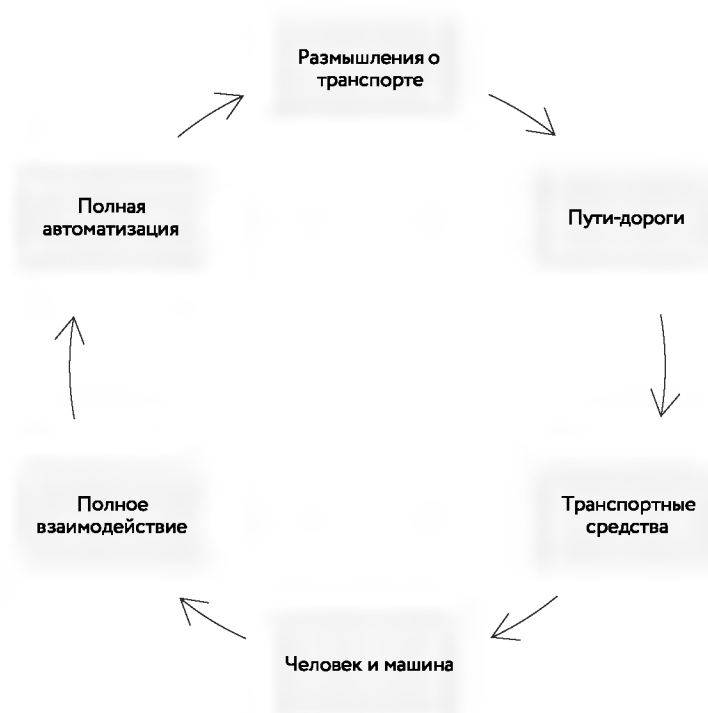 Размышления о
транспорте
Полная
автоматизация
Пути-дороги
Полное
взаимодействие
Транспортные
средства
Человек и машина